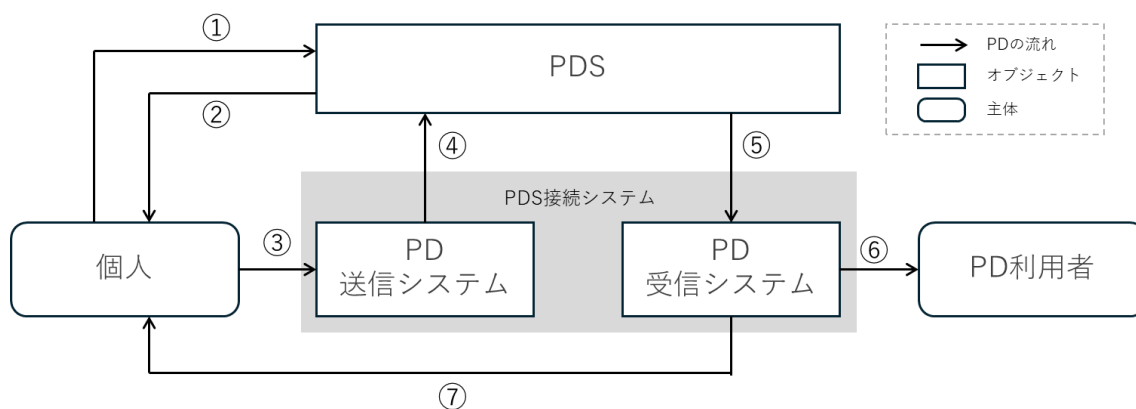 ①
PDS
PDの流れ
オブジェクト
主体
②
④
⑤
PDS接続システム
個人
③
PD
送信システム
PD
受信システム
⑥
PD利用者
⑦